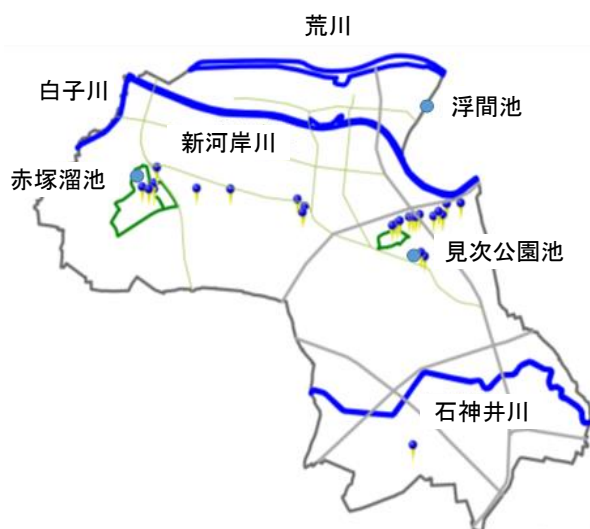 荒川
白子川
浮間池
新河岸川
赤塚溜池
見次公園池
石神井川